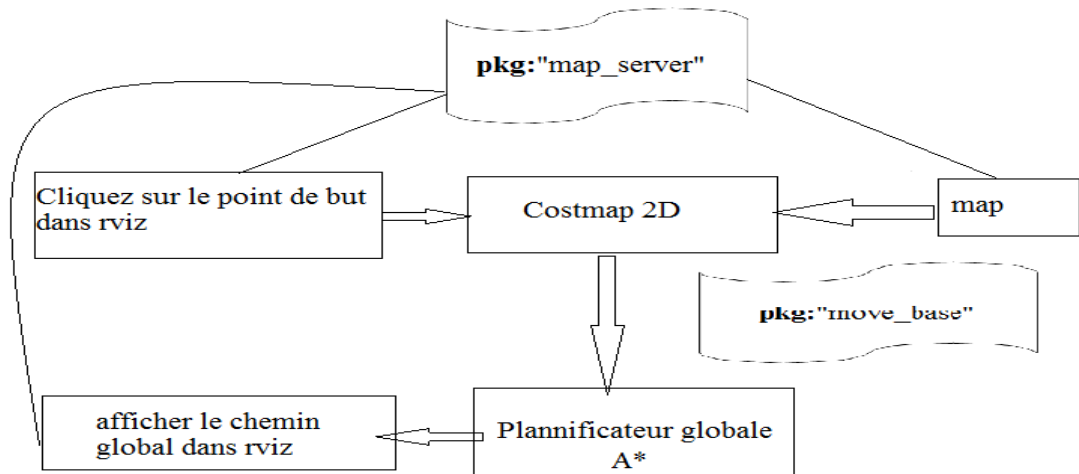 pkg:"map_server"
Cliquez sur le point de but
dans rviz
Costmap 2D
map
pkg:"move_base"
afficher le chemin
global dans rviz
Plannificateur globale
A*